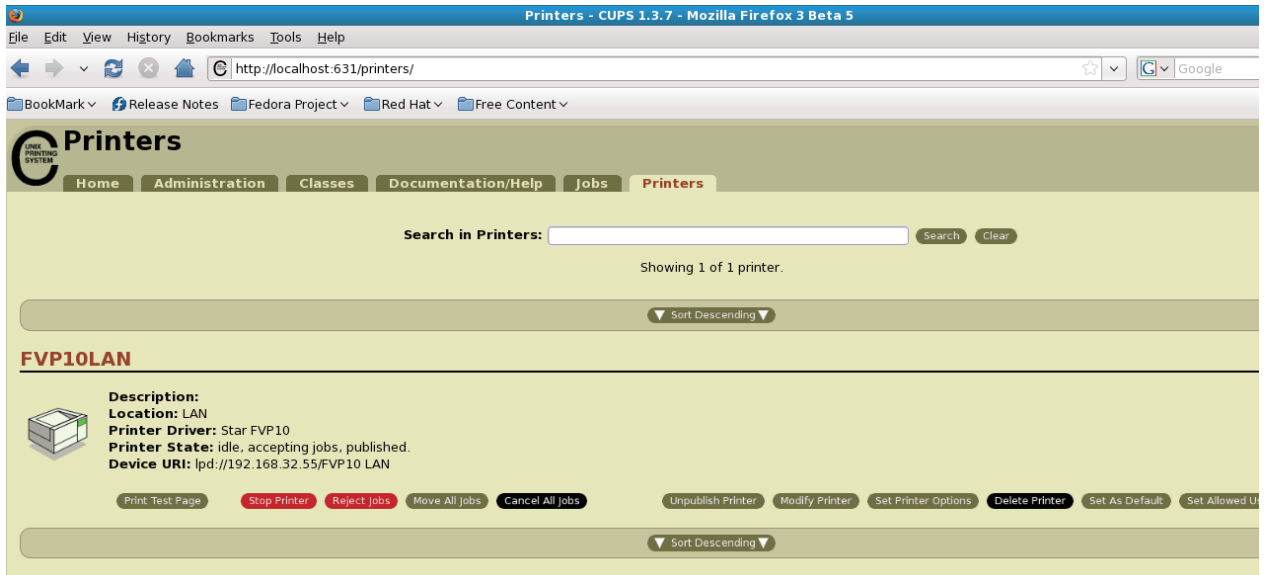 Printers - CUPS 1.3.7 - Mozilla Firefox 3 Beta 5
File Edit View History Bookmarks Tools Help
http://localhost:631/printers/ Google
BookMark Release Notes Fedora Project Red Hat Free Content
UNIX PRINTING SYSTEM
Printers
Home Administration Classes Documentation/Help Jobs Printers
Search in Printers: Search Clear
Showing 1 of 1 printer.
▼ Sort Descending ▼
FVP10LAN
Description:
Location: LAN
Printer Driver: Star FVP10
Printer State: idle, accepting jobs, published.
Device URI: lpd://192.168.32.55/FVP10 LAN
Print Test Page Stop Printer Reject Jobs Move All Jobs Cancel All Jobs Unpublish Printer Modify Printer Set Printer Options Delete Printer Set As Default Set Allowed
▼ Sort Descending ▼